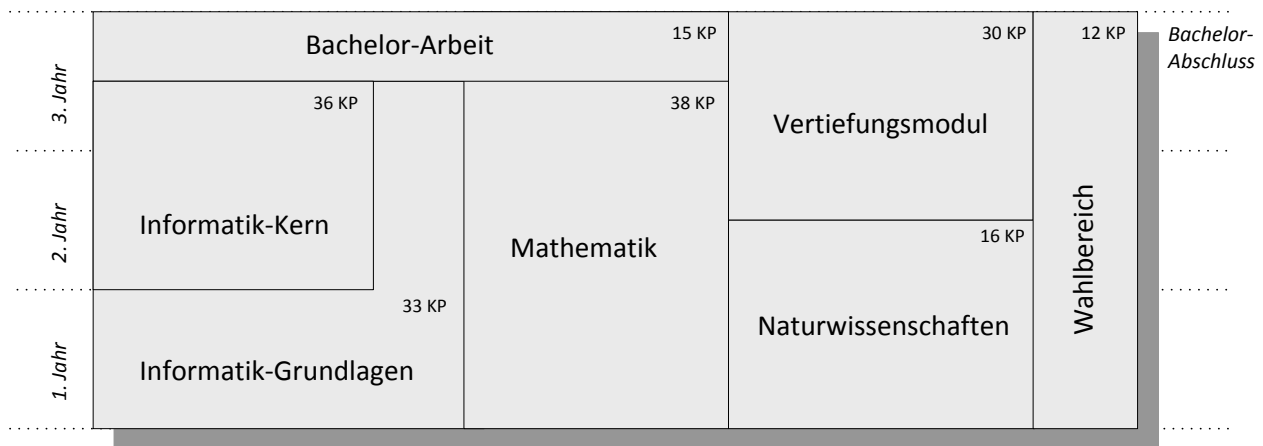 Bachelor-Arbeit
15 KP
30 KP
12 KP
Bachelor-
Abschluss
3. Jahr
36 KP
38 KP
Vertiefungsmodul
2. Jahr
Informatik-Kern
Mathematik
16 KP
Wahlbereich
33 KP
Naturwissenschaften
1. Jahr
Informatik-Grundlagen